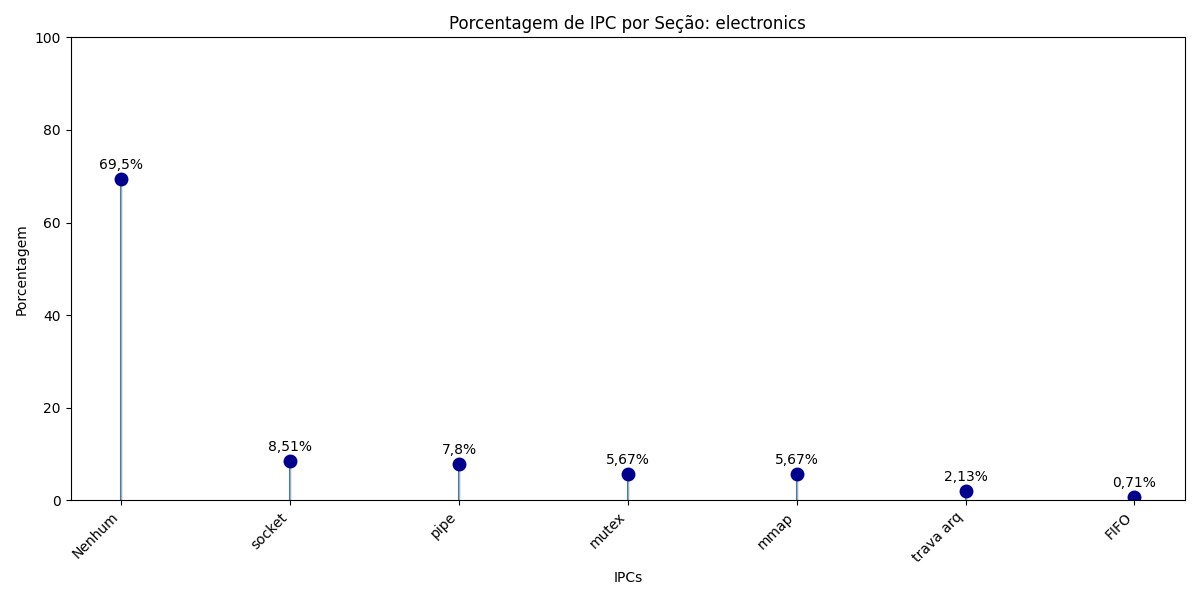 Porcentagem de IPC por Seção: electronics
100
80
60
40
20
0
Porcentagem
69,5%
8,51%
7,8%
5,67%
5,67%
2,13%
0,71%
Nenhum
socket
pipe
mutex
mmap
trava arq
FIFO
IPCs